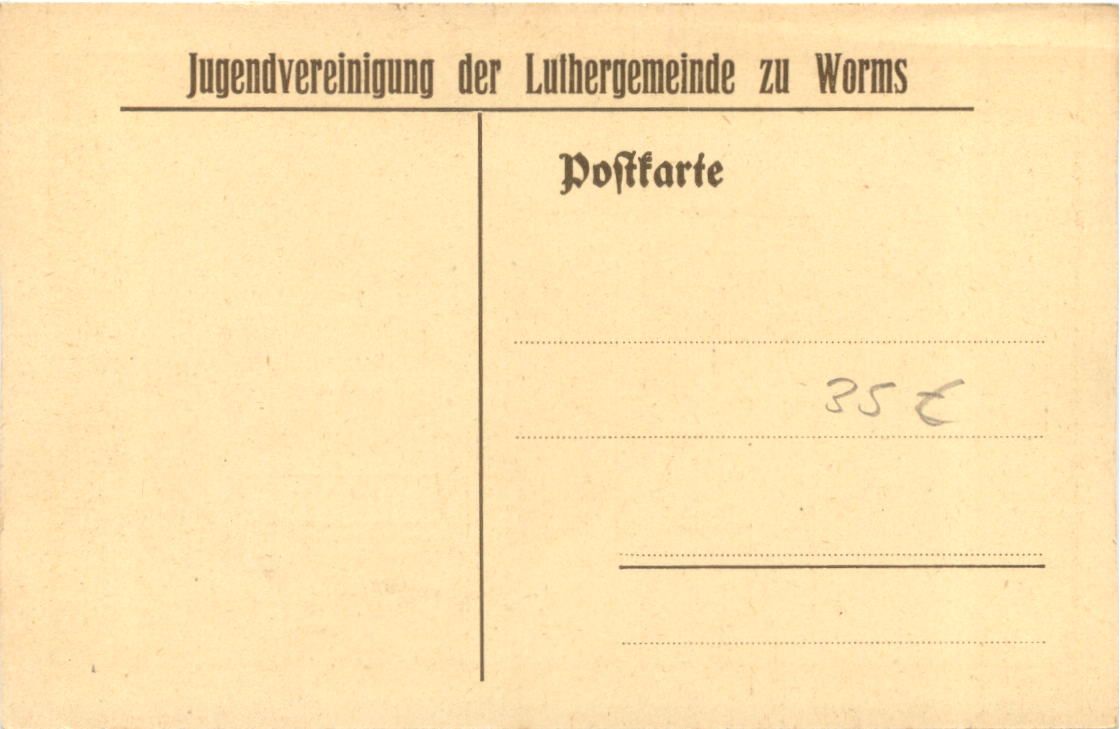 Jugendvereinigung der Luthergemeinde zu Worms
Postkarte
35 €